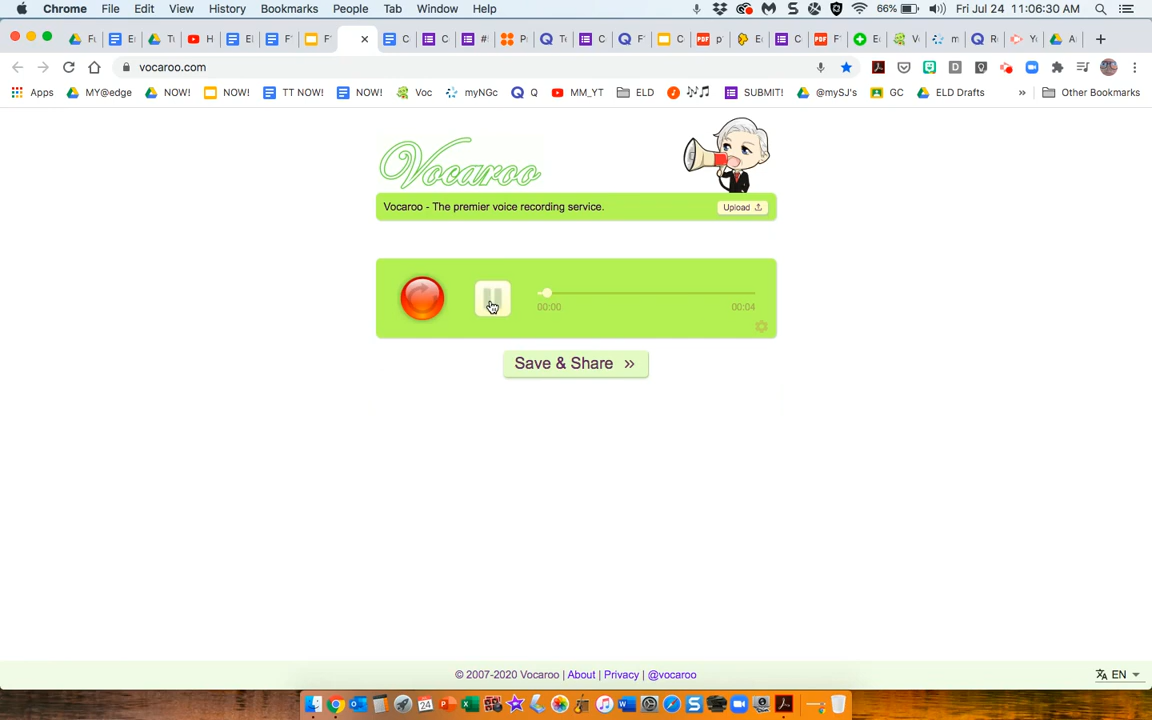 Chrome File Edit View History Bookmarks People Tab Window Help 66% Fri Jul 24 11:06:30 AM
vocaroo.com
Apps MY@edge NOW! NOW! TT NOW! NOW! Voc myNGc Q MM_YT ELD SUBMIT! @mySJ's GC ELD Drafts » Other Bookmarks
Vocaroo
Vocaroo - The premier voice recording service. Upload
00:00 00:04
Save & Share »
© 2007-2020 Vocaroo | About | Privacy | @vocaroo
EN